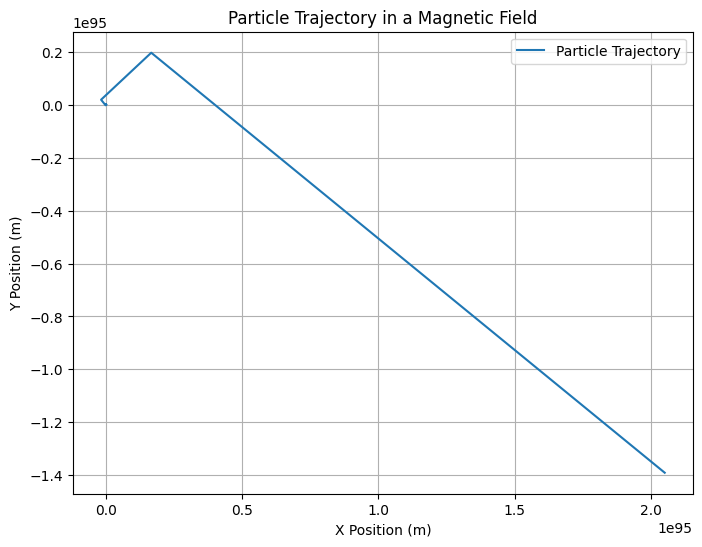 Particle Trajectory in a Magnetic Field
1e95
Particle Trajectory
0.2
0.0
−0.2
−0.4
−0.6
−0.8
−1.0
−1.2
−1.4
Y Position (m)
0.0 0.5 1.0 1.5 2.0
1e95
X Position (m)